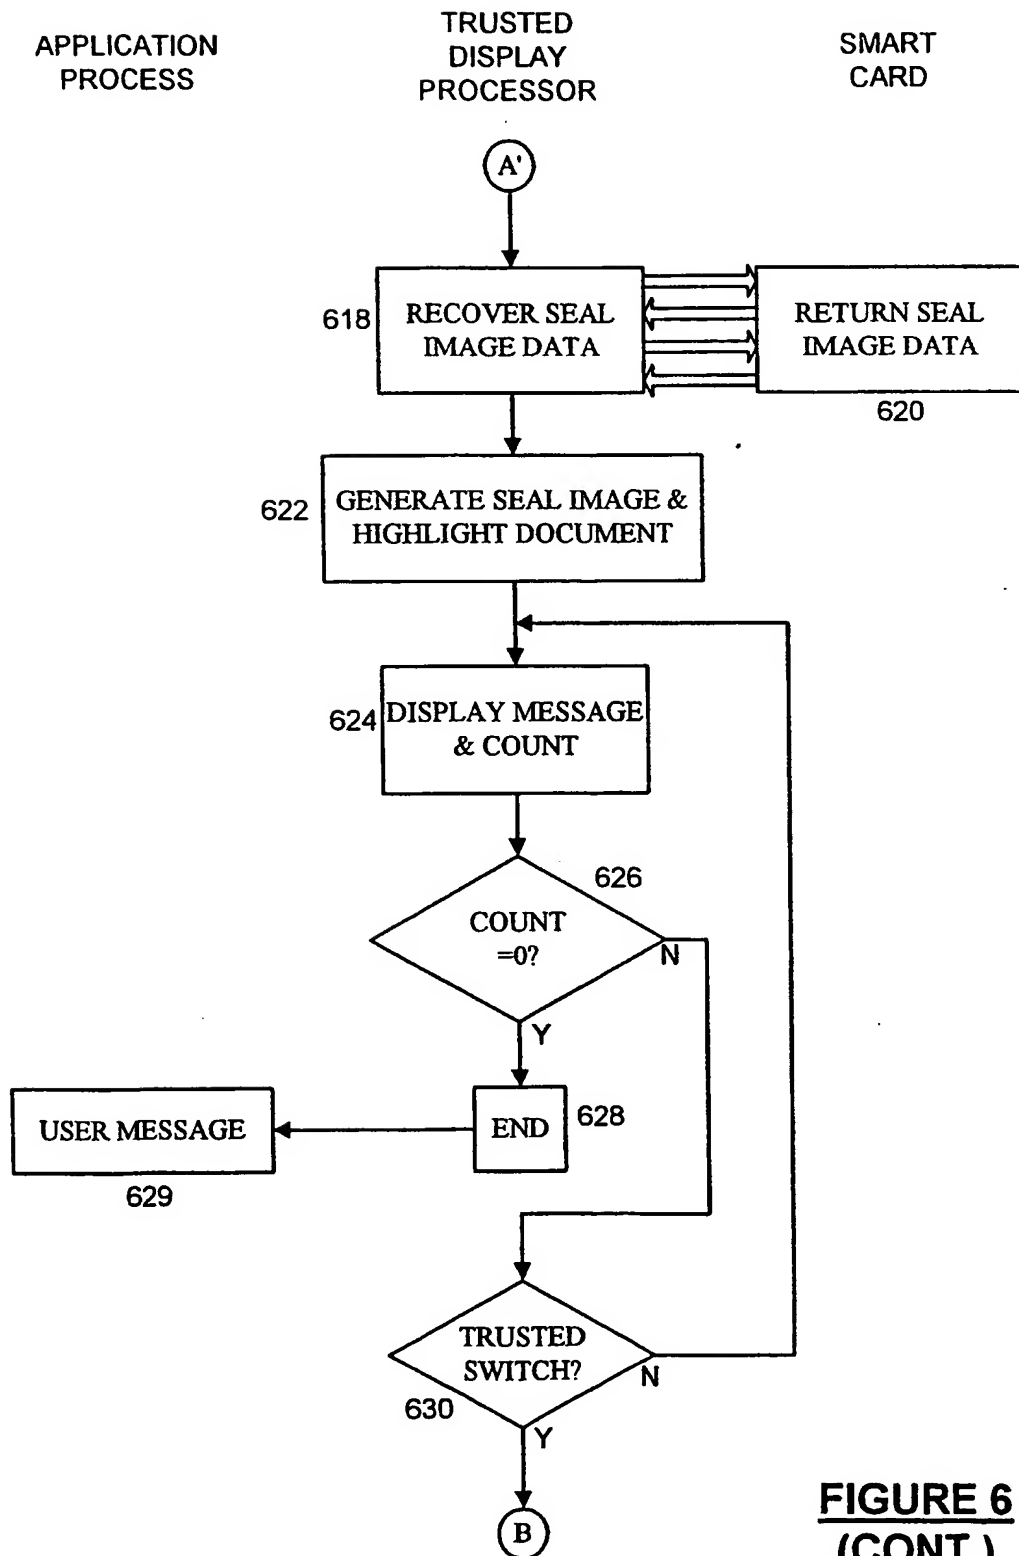 APPLICATION
PROCESS
TRUSTED
DISPLAY
PROCESSOR
SMART
CARD
A'
618
RECOVER SEAL
IMAGE DATA
RETURN SEAL
IMAGE DATA
620
622
GENERATE SEAL IMAGE &
HIGHLIGHT DOCUMENT
624
DISPLAY MESSAGE
& COUNT
626
COUNT
=0?
N
Y
USER MESSAGE
END
628
629
TRUSTED
SWITCH?
N
630
Y
B
FIGURE 6
(CONT.)